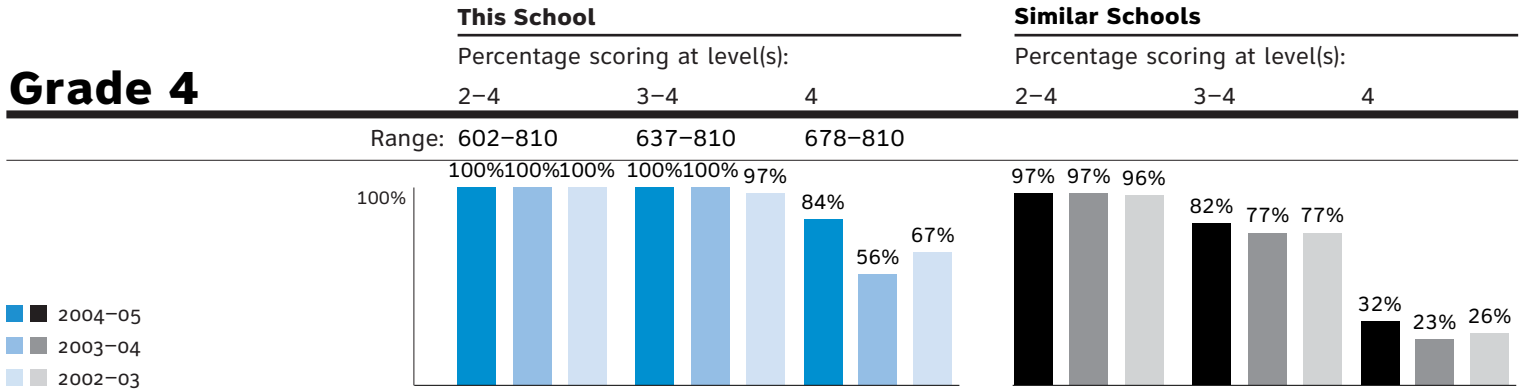 This School Similar Schools
Percentage scoring at level(s): Percentage scoring at level(s):
Grade 4 2–4 3–4 4 2–4 3–4 4
Range: 602–810 637–810 678–810
100% 100% 100% 100% 100% 97% 84% 56% 67% 97% 97% 96% 82% 77% 77% 32% 23% 26%
100%
2004–05
2003–04
2002–03